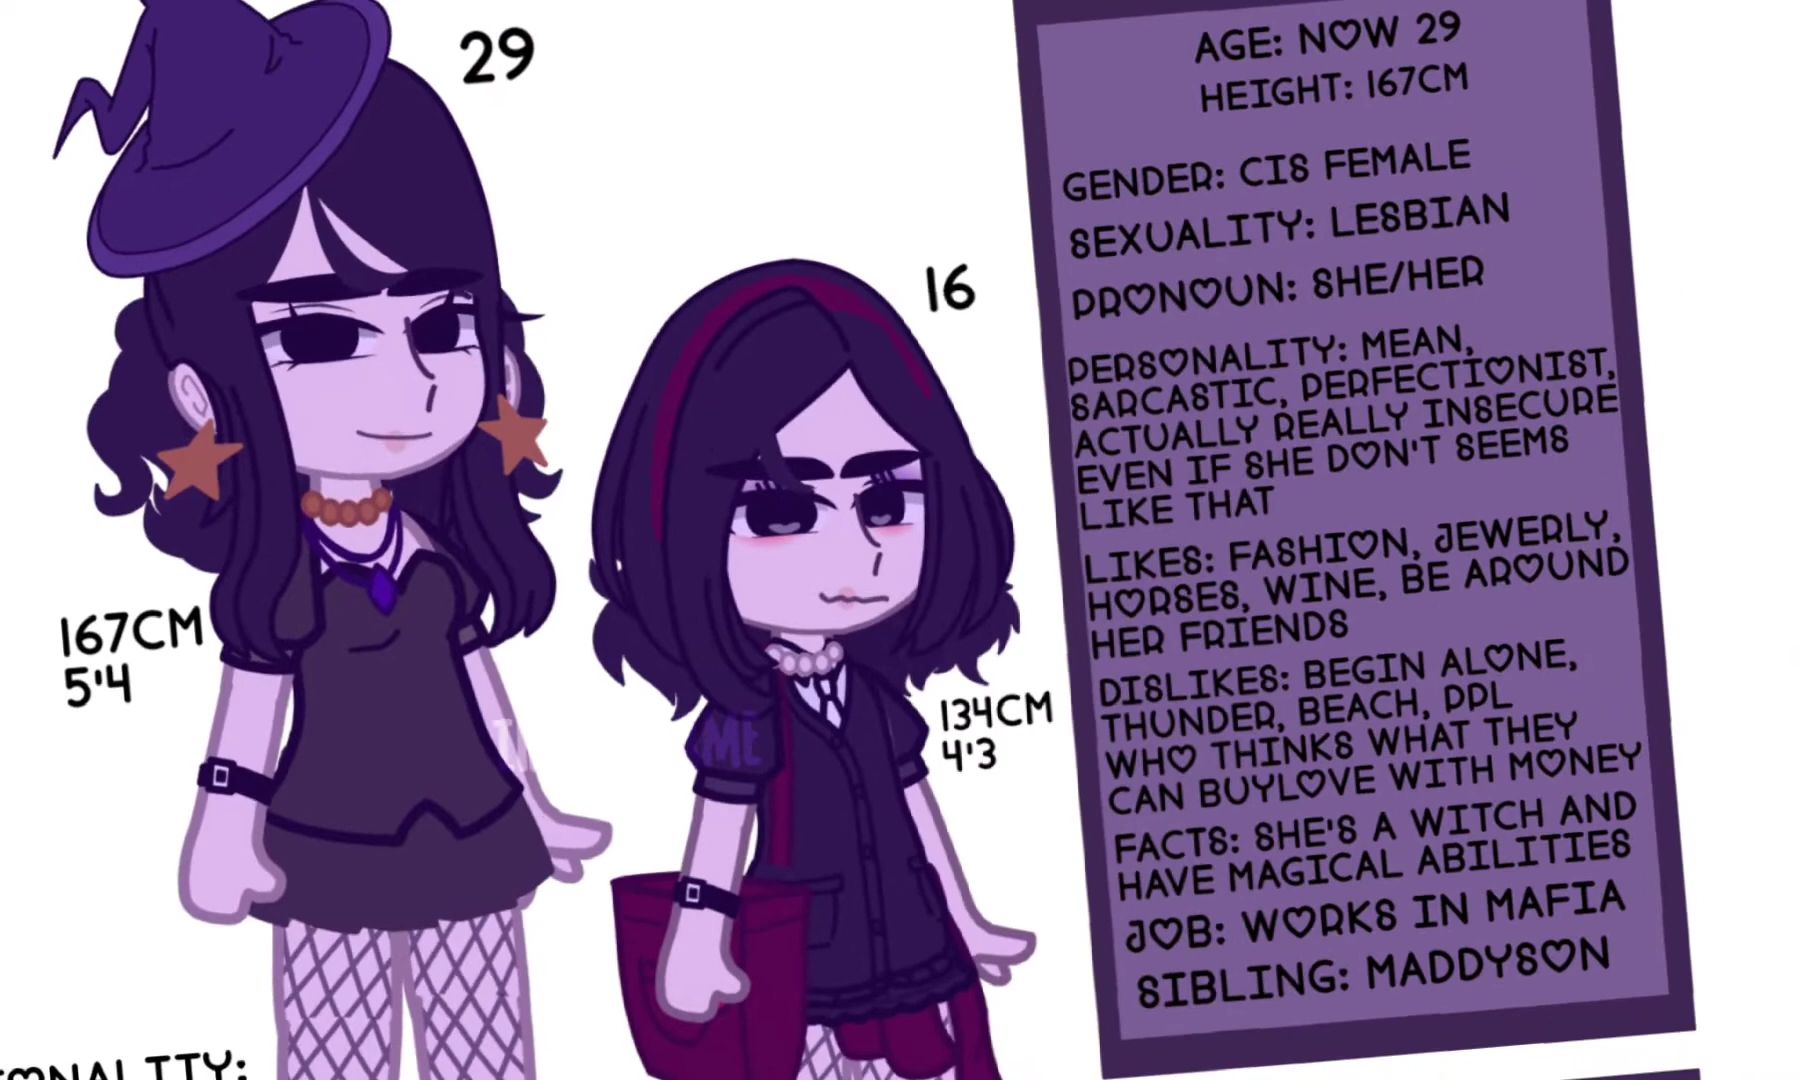 29
16
167CM
5'4
134CM
4'3
ME
AGE: NOW 29
HEIGHT: 167CM
GENDER: CIS FEMALE
SEXUALITY: LESBIAN
PRONOUN: SHE/HER
PERSONALITY: MEAN,
SARCASTIC, PERFECTIONIST,
ACTUALLY REALLY INSECURE
EVEN IF SHE DON'T SEEMS
LIKE THAT
LIKES: FASHION, JEWERLY,
HORSES, WINE, BE AROUND
HER FRIENDS
DISLIKES: BEGIN ALONE,
THUNDER, BEACH, PPL
WHO THINKS WHAT THEY
CAN BUYLOVE WITH MONEY
FACTS: SHE'S A WITCH AND
HAVE MAGICAL ABILITIES
JOB: WORKS IN MAFIA
SIBLING: MADDYSON